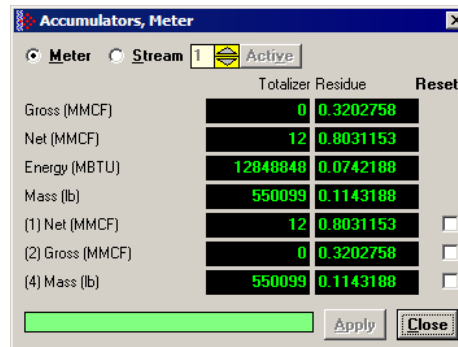 Accumulators, Meter
Meter Stream 1 Active
Totalizer Residue Reset
Gross (MMCF) 0 0.3202758
Net (MMCF) 12 0.8031153
Energy (MBTU) 12848848 0.0742188
Mass (lb) 550099 0.1143188
(1) Net (MMCF) 12 0.8031153
(2) Gross (MMCF) 0 0.3202758
(4) Mass (lb) 550099 0.1143188
Apply Close